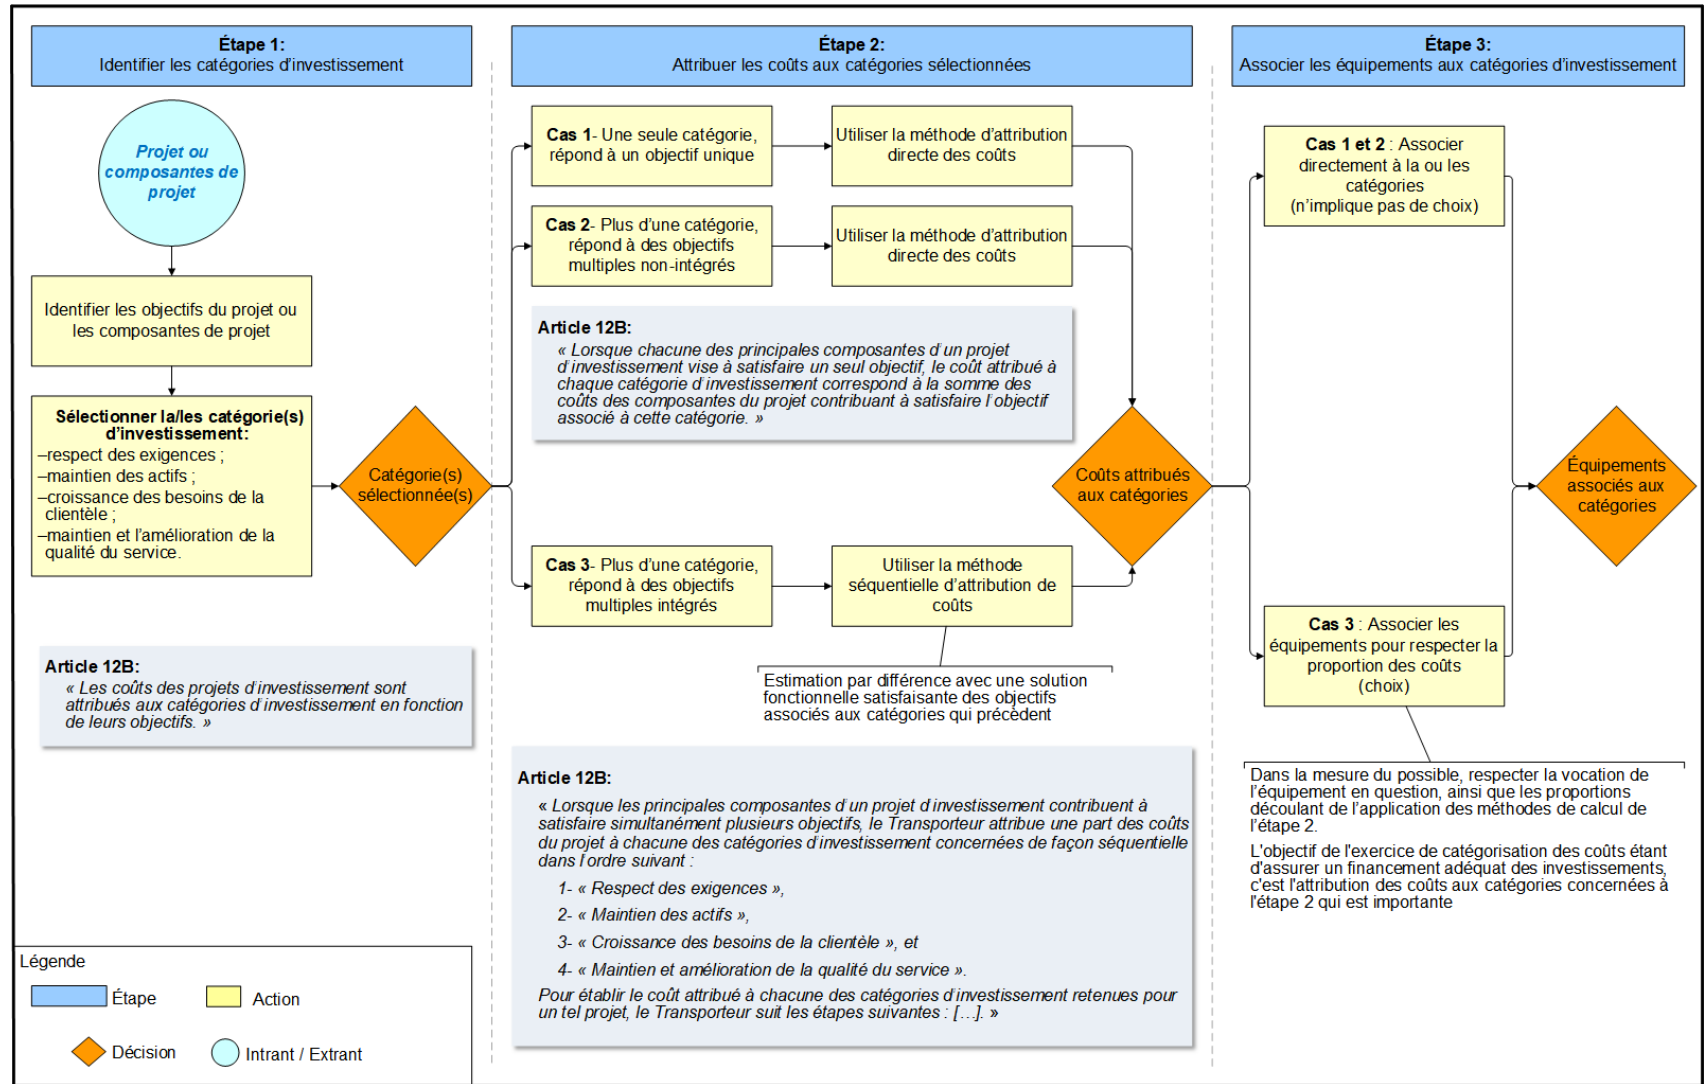 Étape 1:
Identifier les catégories d'investissement
Projet ou
composantes de
projet
Identifier les objectifs du projet ou
les composantes de projet
Sélectionner la/les catégorie(s)
d'investissement:
–respect des exigences ;
–maintien des actifs ;
–croissance des besoins de la
clientèle ;
–maintien et l'amélioration de la
qualité du service.
Catégorie(s)
sélectionnée(s)
Article 12B:
« Les coûts des projets d'investissement sont
attribués aux catégories d'investissement en fonction
de leurs objectifs. »
Étape 2:
Attribuer les coûts aux catégories sélectionnées
Cas 1- Une seule catégorie,
répond à un objectif unique
Utiliser la méthode d'attribution
directe des coûts
Cas 2- Plus d'une catégorie,
répond à des objectifs
multiples non-intégrés
Utiliser la méthode d'attribution
directe des coûts
Article 12B:
« Lorsque chacune des principales composantes d'un projet
d'investissement vise à satisfaire un seul objectif, le coût attribué à
chaque catégorie d'investissement correspond à la somme des
coûts des composantes du projet contribuant à satisfaire l'objectif
associé à cette catégorie. »
Coûts attribués
aux catégories
Cas 3- Plus d'une catégorie,
répond à des objectifs
multiples intégrés
Utiliser la méthode
séquentielle d'attribution de
coûts
Estimation par différence avec une solution
fonctionnelle satisfaisante des objectifs
associés aux catégories qui précèdent
Article 12B:
« Lorsque les principales composantes d'un projet d'investissement contribuent à
satisfaire simultanément plusieurs objectifs, le Transporteur attribue une part des coûts
du projet à chacune des catégories d'investissement concernées de façon séquentielle
dans l'ordre suivant :
1- « Respect des exigences »,
2- « Maintien des actifs »,
3- « Croissance des besoins de la clientèle », et
4- « Maintien et amélioration de la qualité du service ».
Pour établir le coût attribué à chacune des catégories d'investissement retenues pour
un tel projet, le Transporteur suit les étapes suivantes : […]. »
Étape 3:
Associer les équipements aux catégories d'investissement
Cas 1 et 2 : Associer
directement à la ou les
catégories
(n'implique pas de choix)
Équipements
associés aux
catégories
Cas 3 : Associer les
équipements pour respecter la
proportion des coûts
(choix)
Dans la mesure du possible, respecter la vocation de
l'équipement en question, ainsi que les proportions
découlant de l'application des méthodes de calcul de
l'étape 2.
L'objectif de l'exercice de catégorisation des coûts étant
d'assurer un financement adéquat des investissements,
c'est l'attribution des coûts aux catégories concernées à
l'étape 2 qui est importante
Légende
Étape
Action
Décision
Intrant / Extrant